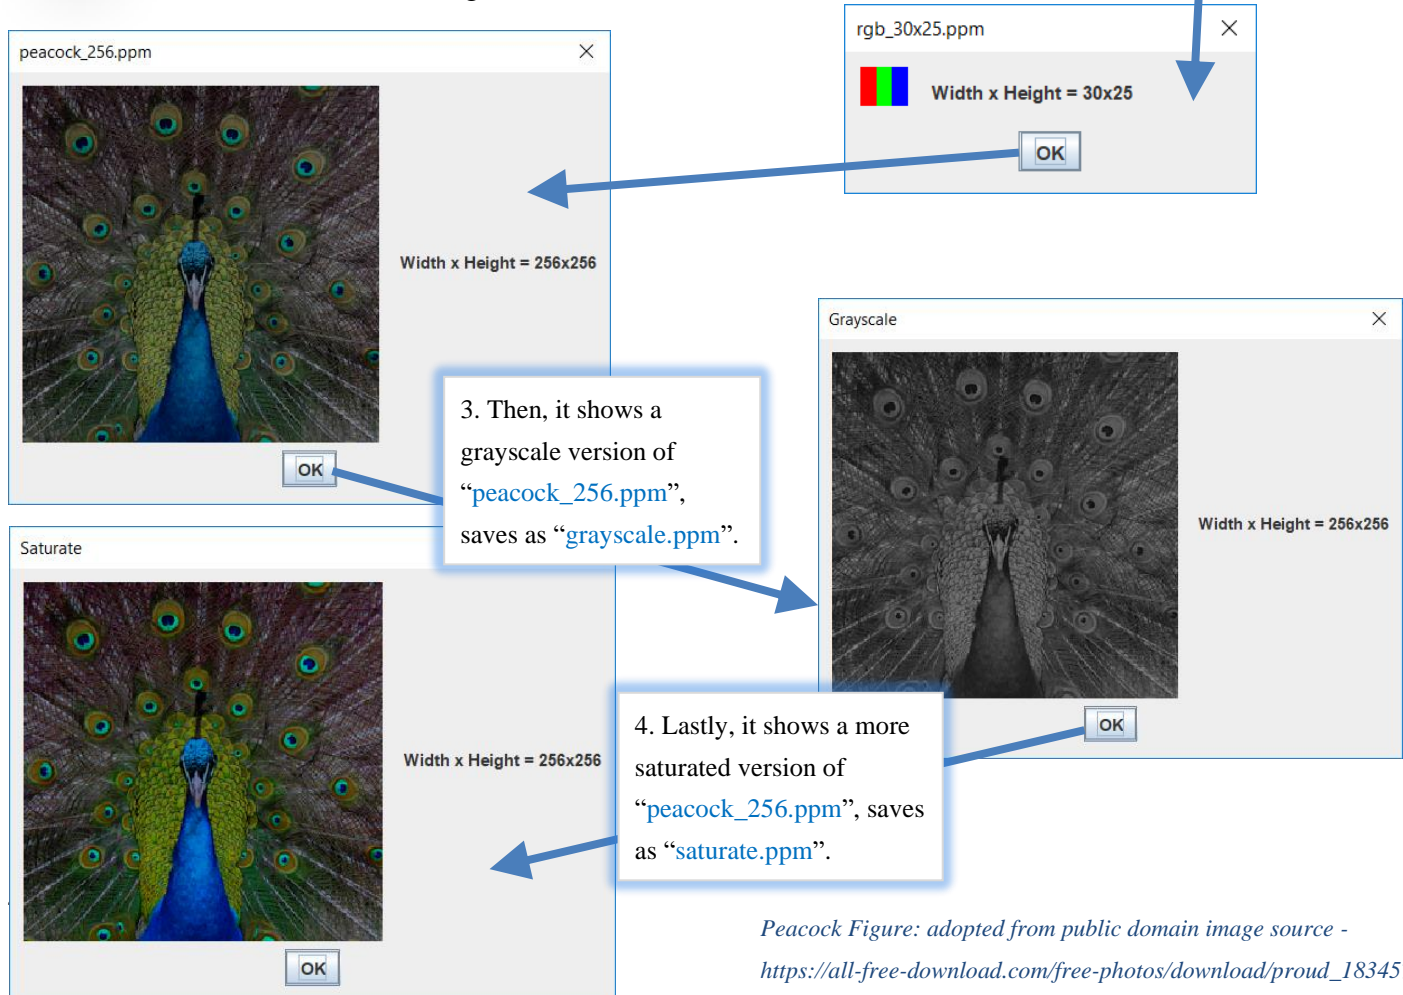 rgb_30x25.ppm
Width x Height = 30x25
OK
peacock_256.ppm
Width x Height = 256x256
OK
3. Then, it shows a
grayscale version of
“peacock_256.ppm”,
saves as “grayscale.ppm”.
Grayscale
Width x Height = 256x256
OK
Saturate
Width x Height = 256x256
OK
4. Lastly, it shows a more
saturated version of
“peacock_256.ppm”, saves
as “saturate.ppm”.
Peacock Figure: adopted from public domain image source -
https://all-free-download.com/free-photos/download/proud_18345